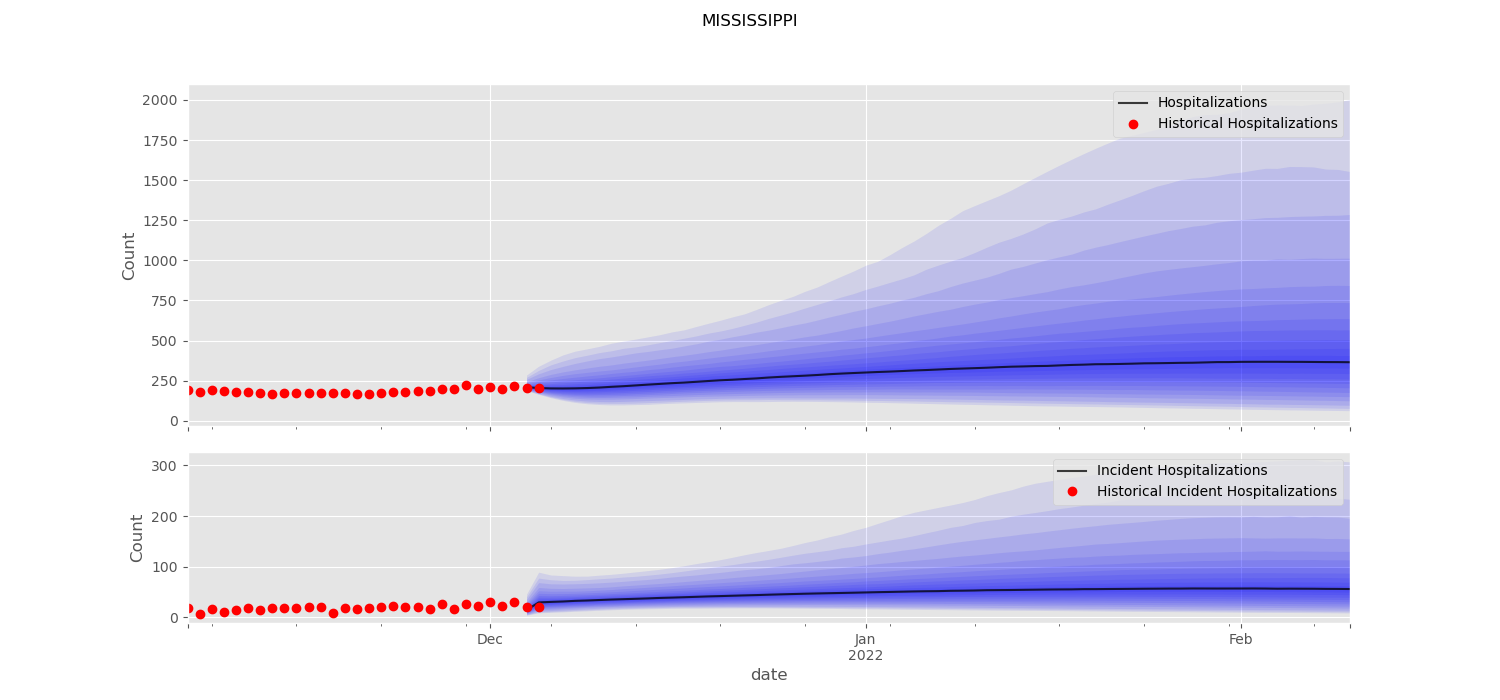 MISSISSIPPI
2000
1750
1500
1250
1000
750
500
250
0
Count
Hospitalizations
Historical Hospitalizations
300
200
100
0
Count
Incident Hospitalizations
Historical Incident Hospitalizations
Dec
Jan
2022
Feb
date